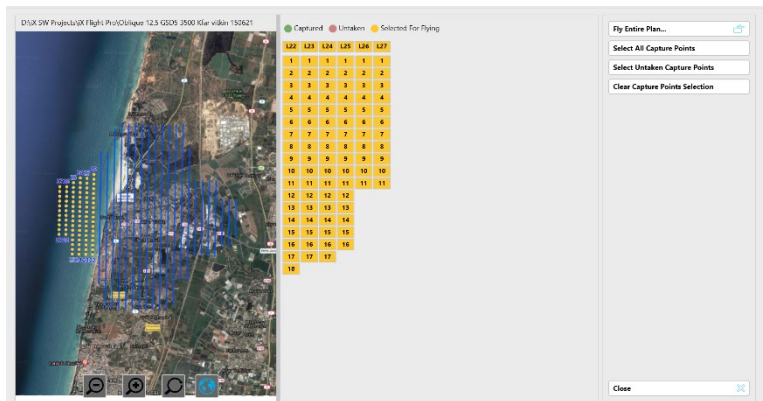 D:\iX SW Projects\iX Flight Pro\Oblique 12.5 GSD5 3500 Kfar vitkin 150621
Captured Untaken Selected For Flying
L22 L23 L24 L25 L26 L27
1 1 1 1 1 1
2 2 2 2 2 2
3 3 3 3 3 3
4 4 4 4 4 4
5 5 5 5 5 5
6 6 6 6 6 6
7 7 7 7 7 7
8 8 8 8 8 8
9 9 9 9 9 9
10 10 10 10 10 10
11 11 11 11 11 11
12 12 12 12
13 13 13 13
14 14 14 14
15 15 15 15
16 16 16 16
17 17 17
18
Fly Entire Plan...
Select All Capture Points
Select Untaken Capture Points
Clear Capture Points Selection
Close